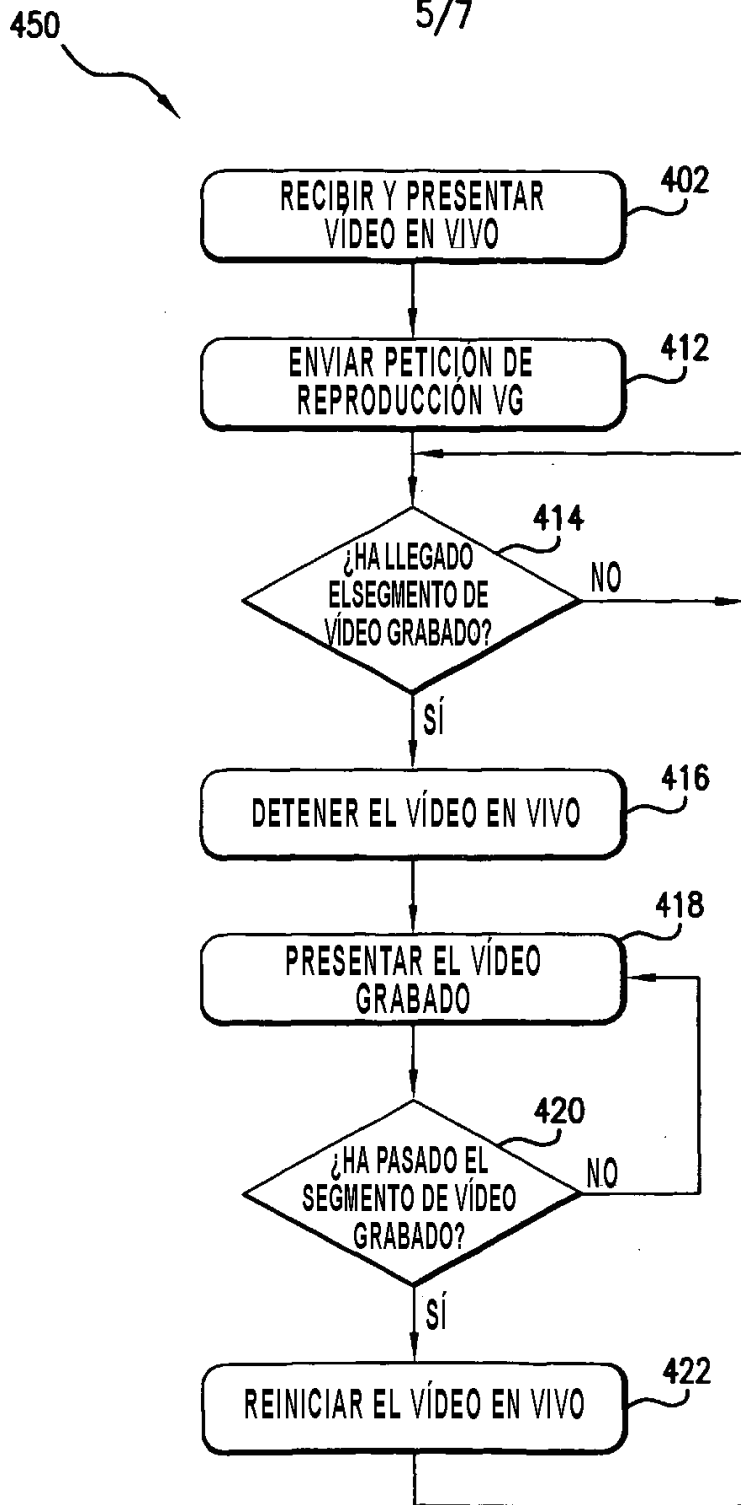 5/7
450
RECIBIR Y PRESENTAR
VÍDEO EN VIVO
402
ENVIAR PETICIÓN DE
REPRODUCCIÓN VG
412
414
¿HA LLEGADO
ELSEGMENTO DE
VÍDEO GRABADO?
NO
SÍ
DETENER EL VÍDEO EN VIVO
416
418
PRESENTAR EL VÍDEO
GRABADO
420
¿HA PASADO EL
SEGMENTO DE VÍDEO
GRABADO?
NO
SÍ
REINICIAR EL VÍDEO EN VIVO
422